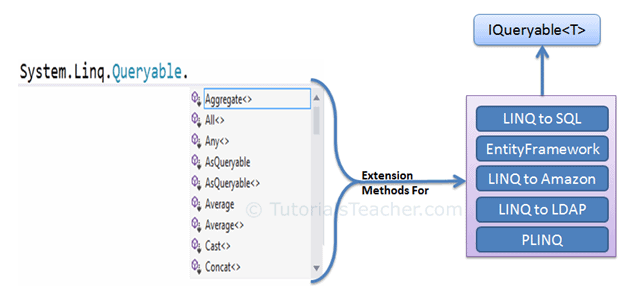 System.Linq.Queryable.
Aggregate<>
All<>
Any<>
AsQueryable
AsQueryable<>
Average
Average<>
Cast<>
Concat<>
© TutorialsTeacher.com
Extension
Methods For
IQueryable<T>
LINQ to SQL
EntityFramework
LINQ to Amazon
LINQ to LDAP
PLINQ